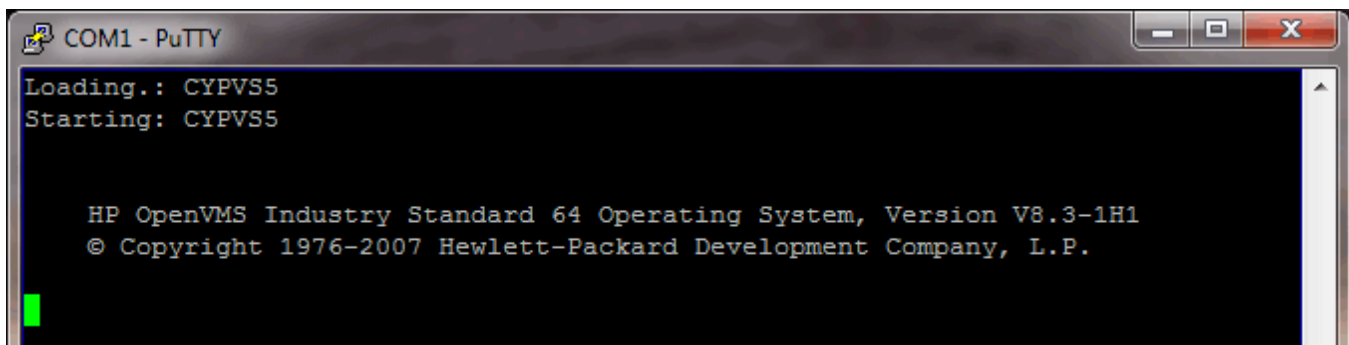 COM1 - PuTTY
Loading.: CYPVS5
Starting: CYPVS5
HP OpenVMS Industry Standard 64 Operating System, Version V8.3-1H1
© Copyright 1976-2007 Hewlett-Packard Development Company, L.P.